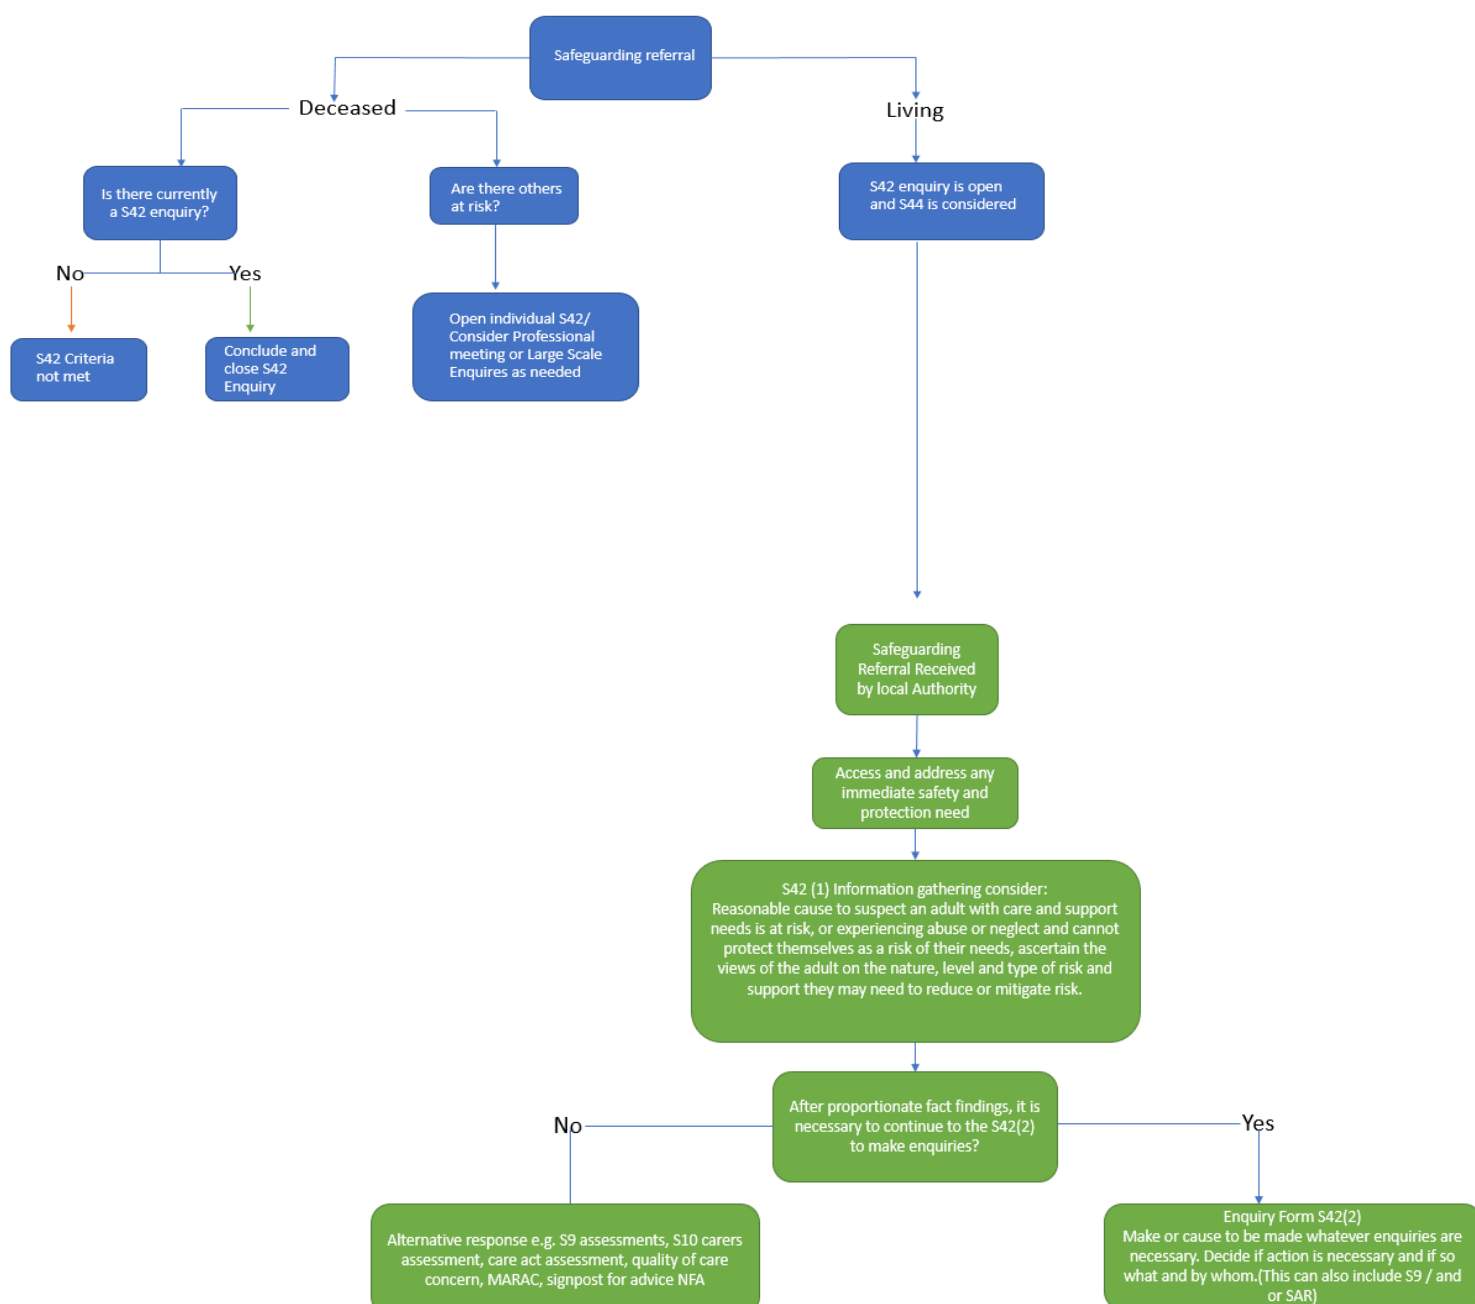 Safeguarding referral
Deceased
Living
Is there currently
a S42 enquiry?
Are there others
at risk?
S42 enquiry is open
and S44 is considered
No
Yes
S42 Criteria
not met
Conclude and
close S42
Enquiry
Open individual S42/
Consider Professional
meeting or Large Scale
Enquires as needed
Safeguarding
Referral Received
by local Authority
Access and address any
immediate safety and
protection need
S42 (1) Information gathering consider:
Reasonable cause to suspect an adult with care and support
needs is at risk, or experiencing abuse or neglect and cannot
protect themselves as a risk of their needs, ascertain the
views of the adult on the nature, level and type of risk and
support they may need to reduce or mitigate risk.
After proportionate fact findings, it is
necessary to continue to the S42(2)
to make enquiries?
No
Yes
Alternative response e.g. S9 assessments, S10 carers
assessment, care act assessment, quality of care
concern, MARAC, signpost for advice NFA
Enquiry Form S42(2)
Make or cause to be made whatever enquiries are
necessary. Decide if action is necessary and if so
what and by whom.(This can also include S9 / and
or SAR)